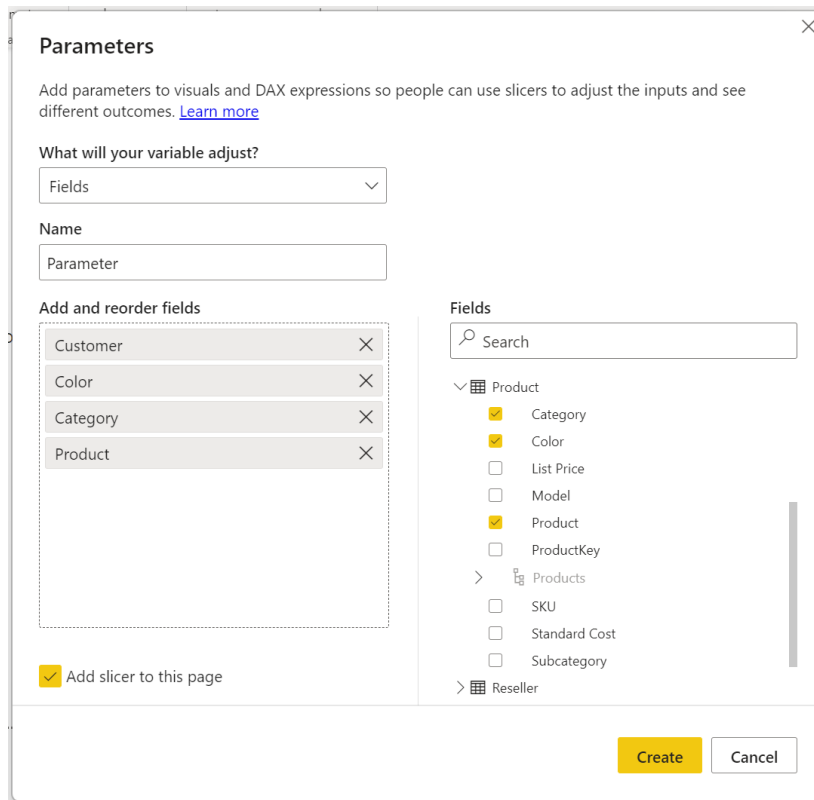 Parameters
Add parameters to visuals and DAX expressions so people can use slicers to adjust the inputs and see
different outcomes. Learn more
What will your variable adjust?
Fields
Name
Parameter
Add and reorder fields
Customer
Color
Category
Product
Add slicer to this page
Fields
Search
Product
Category
Color
List Price
Model
Product
ProductKey
Products
SKU
Standard Cost
Subcategory
Reseller
Create
Cancel